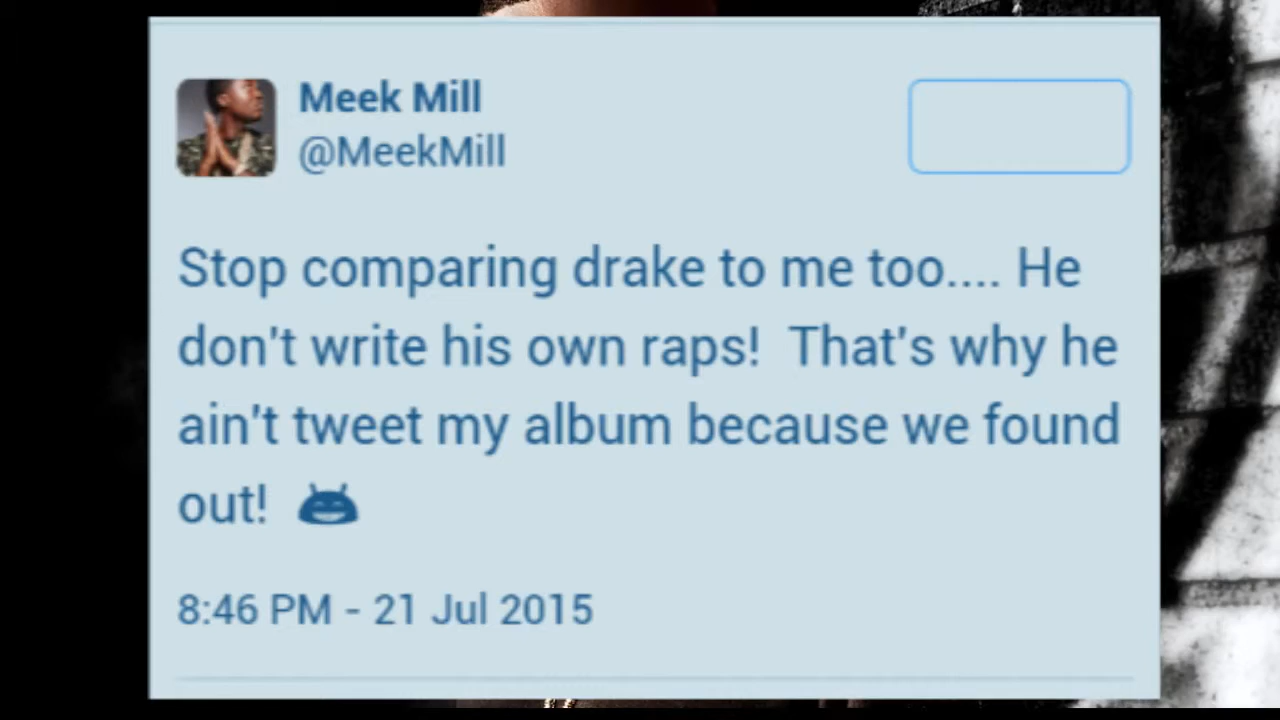 Meek Mill
@MeekMill
Stop comparing drake to me too.... He
don't write his own raps!  That's why he
ain't tweet my album because we found
out!
8:46 PM - 21 Jul 2015